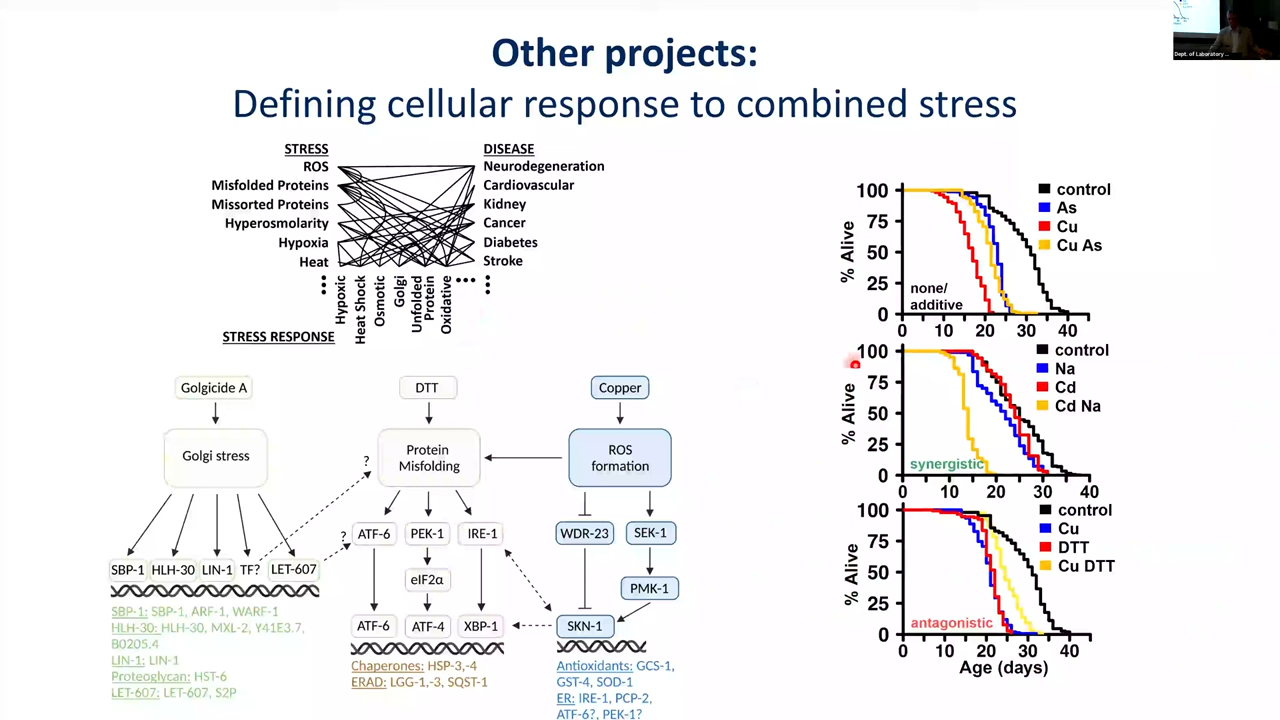 Other projects:
Defining cellular response to combined stress
Dept. of Laboratory ...
STRESS
ROS
Misfolded Proteins
Missorted Proteins
Hyperosmolarity
Hypoxia
Heat
DISEASE
Neurodegeneration
Cardiovascular
Kidney
Cancer
Diabetes
Stroke
Hypoxic
Heat Shock
Osmotic
Golgi
Unfolded
Protein
Oxidative
STRESS RESPONSE
Golgicide A
DTT
Copper
Golgi stress
Protein
Misfolding
ROS
formation
?
?
SBP-1
HLH-30
LIN-1
TF?
LET-607
ATF-6
PEK-1
IRE-1
WDR-23
SEK-1
eIF2α
PMK-1
ATF-6
ATF-4
XBP-1
SKN-1
SBP-1: SBP-1, ARF-1, WARF-1
HLH-30: HLH-30, MXL-2, Y41E3.7,
B0205.4
LIN-1: LIN-1
Proteoglycan: HST-6
LET-607: LET-607, S2P
Chaperones: HSP-3,-4
ERAD: LGG-1,-3, SQST-1
Antioxidants: GCS-1,
GST-4, SOD-1
ER: IRE-1, PCP-2,
ATF-6?, PEK-1?
% Alive
100
75
50
25
0
0 10 20 30 40
control
As
Cu
Cu As
none/
additive
% Alive
100
75
50
25
0
0 10 20 30 40
control
Na
Cd
Cd Na
synergistic
% Alive
100
75
50
25
0
0 10 20 30 40
control
Cu
DTT
Cu DTT
antagonistic
Age (days)